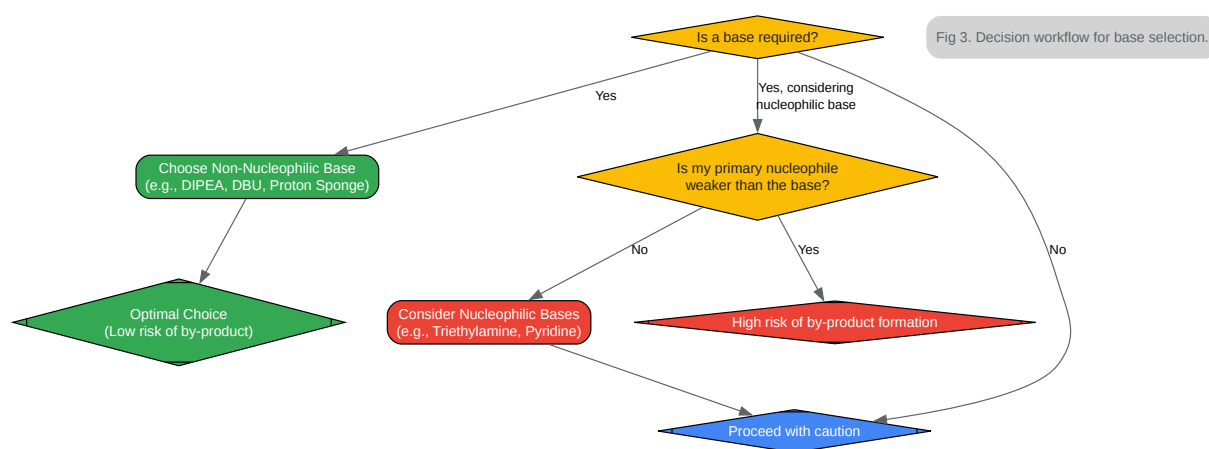 Is a base required?
Fig 3. Decision workflow for base selection.
Yes
Yes, considering
nucleophilic base
Choose Non-Nucleophilic Base
(e.g., DIPEA, DBU, Proton Sponge)
Is my primary nucleophile
weaker than the base?
No
Yes
No
Optimal Choice
(Low risk of by-product)
Consider Nucleophilic Bases
(e.g., Triethylamine, Pyridine)
High risk of by-product formation
Proceed with caution